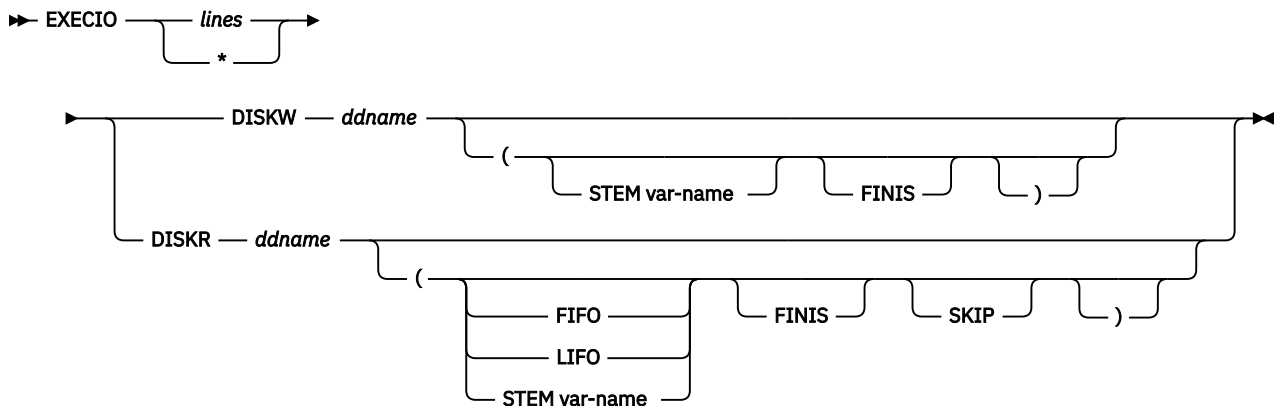 EXECIO lines
*
DISKW ddname
(
STEM var-name FINIS )
DISKR ddname
(
FIFO FINIS SKIP )
LIFO
STEM var-name